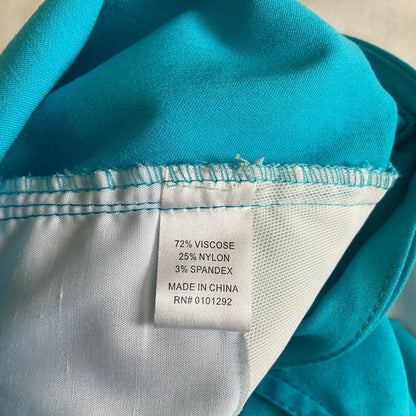 72% VISCOSE
25% NYLON
3% SPANDEX
MADE IN CHINA
RN# 0101292